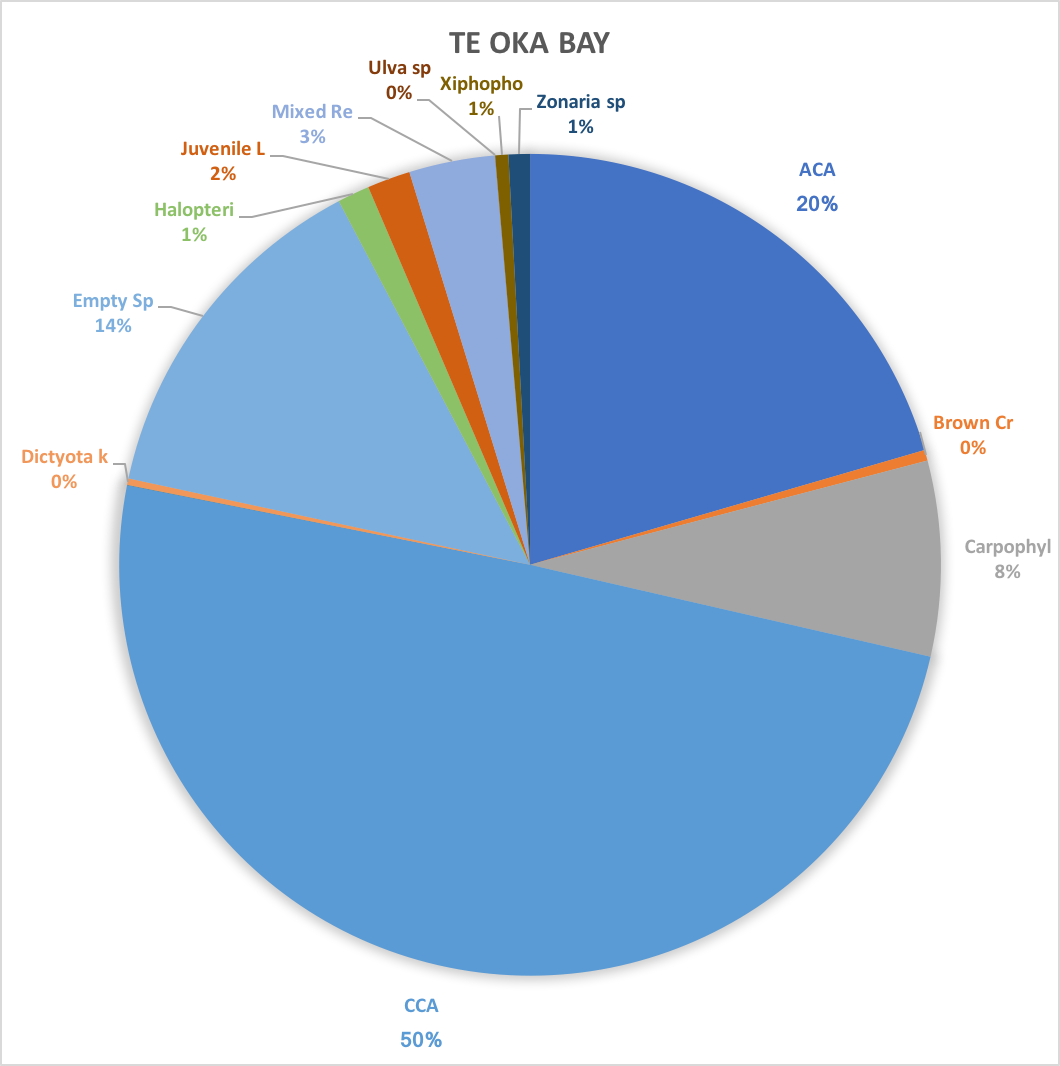 TE OKA BAY
Ulva sp
0%
Xiphopho
1%
Zonaria sp
1%
Mixed Re
3%
Juvenile L
2%
ACA
20%
Halopteri
1%
Empty Sp
14%
Brown Cr
0%
Dictyota k
0%
Carpophyl
8%
CCA
50%